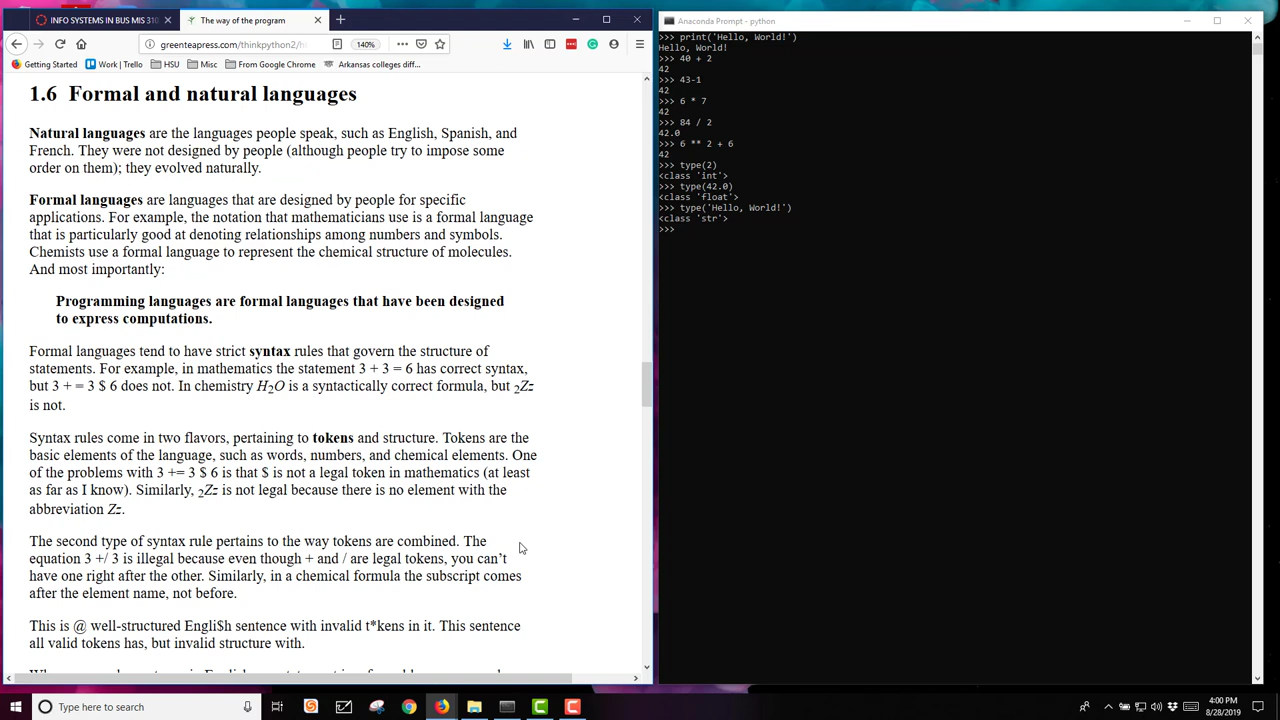 INFO SYSTEMS IN BUS MIS 310
The way of the program
greenteapress.com/thinkpython2/h
140%
Getting Started
Work | Trello
HSU
Misc
From Google Chrome
Arkansas colleges diff...
1.6 Formal and natural languages
Natural languages are the languages people speak, such as English, Spanish, and
French. They were not designed by people (although people try to impose some
order on them); they evolved naturally.
Formal languages are languages that are designed by people for specific
applications. For example, the notation that mathematicians use is a formal language
that is particularly good at denoting relationships among numbers and symbols.
Chemists use a formal language to represent the chemical structure of molecules.
And most importantly:
Programming languages are formal languages that have been designed
to express computations.
Formal languages tend to have strict syntax rules that govern the structure of
statements. For example, in mathematics the statement 3 + 3 = 6 has correct syntax,
but 3 + = 3 $ 6 does not. In chemistry H2O is a syntactically correct formula, but 2Zz
is not.
Syntax rules come in two flavors, pertaining to tokens and structure. Tokens are the
basic elements of the language, such as words, numbers, and chemical elements. One
of the problems with 3 += 3 $ 6 is that $ is not a legal token in mathematics (at least
as far as I know). Similarly, 2Zz is not legal because there is no element with the
abbreviation Zz.
The second type of syntax rule pertains to the way tokens are combined. The
equation 3 +/ 3 is illegal because even though + and / are legal tokens, you can’t
have one right after the other. Similarly, in a chemical formula the subscript comes
after the element name, not before.
This is @ well-structured Engli$h sentence with invalid t*kens in it. This sentence
all valid tokens has, but invalid structure with.
Anaconda Prompt - python
>>> print('Hello, World!')
Hello, World!
>>> 40 + 2
42
>>> 43-1
42
>>> 6 * 7
42
>>> 84 / 2
42.0
>>> 6 ** 2 + 6
42
>>> type(2)
<class 'int'>
>>> type(42.0)
<class 'float'>
>>> type('Hello, World!')
<class 'str'>
>>>
Type here to search
4:00 PM
8/28/2019